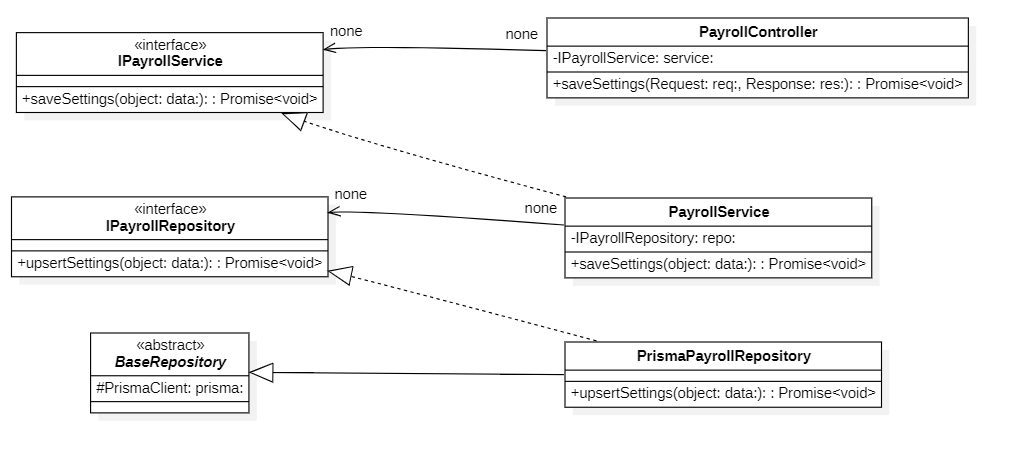 «interface»
IPayrollService
+saveSettings(object: data:): : Promise<void>
none
none
PayrollController
-IPayrollService: service:
+saveSettings(Request: req:, Response: res:): : Promise<void>
«interface»
IPayrollRepository
+upsertSettings(object: data:): : Promise<void>
none
none
PayrollService
-IPayrollRepository: repo:
+saveSettings(object: data:): : Promise<void>
«abstract»
BaseRepository
#PrismaClient: prisma:
PrismaPayrollRepository
+upsertSettings(object: data:): : Promise<void>